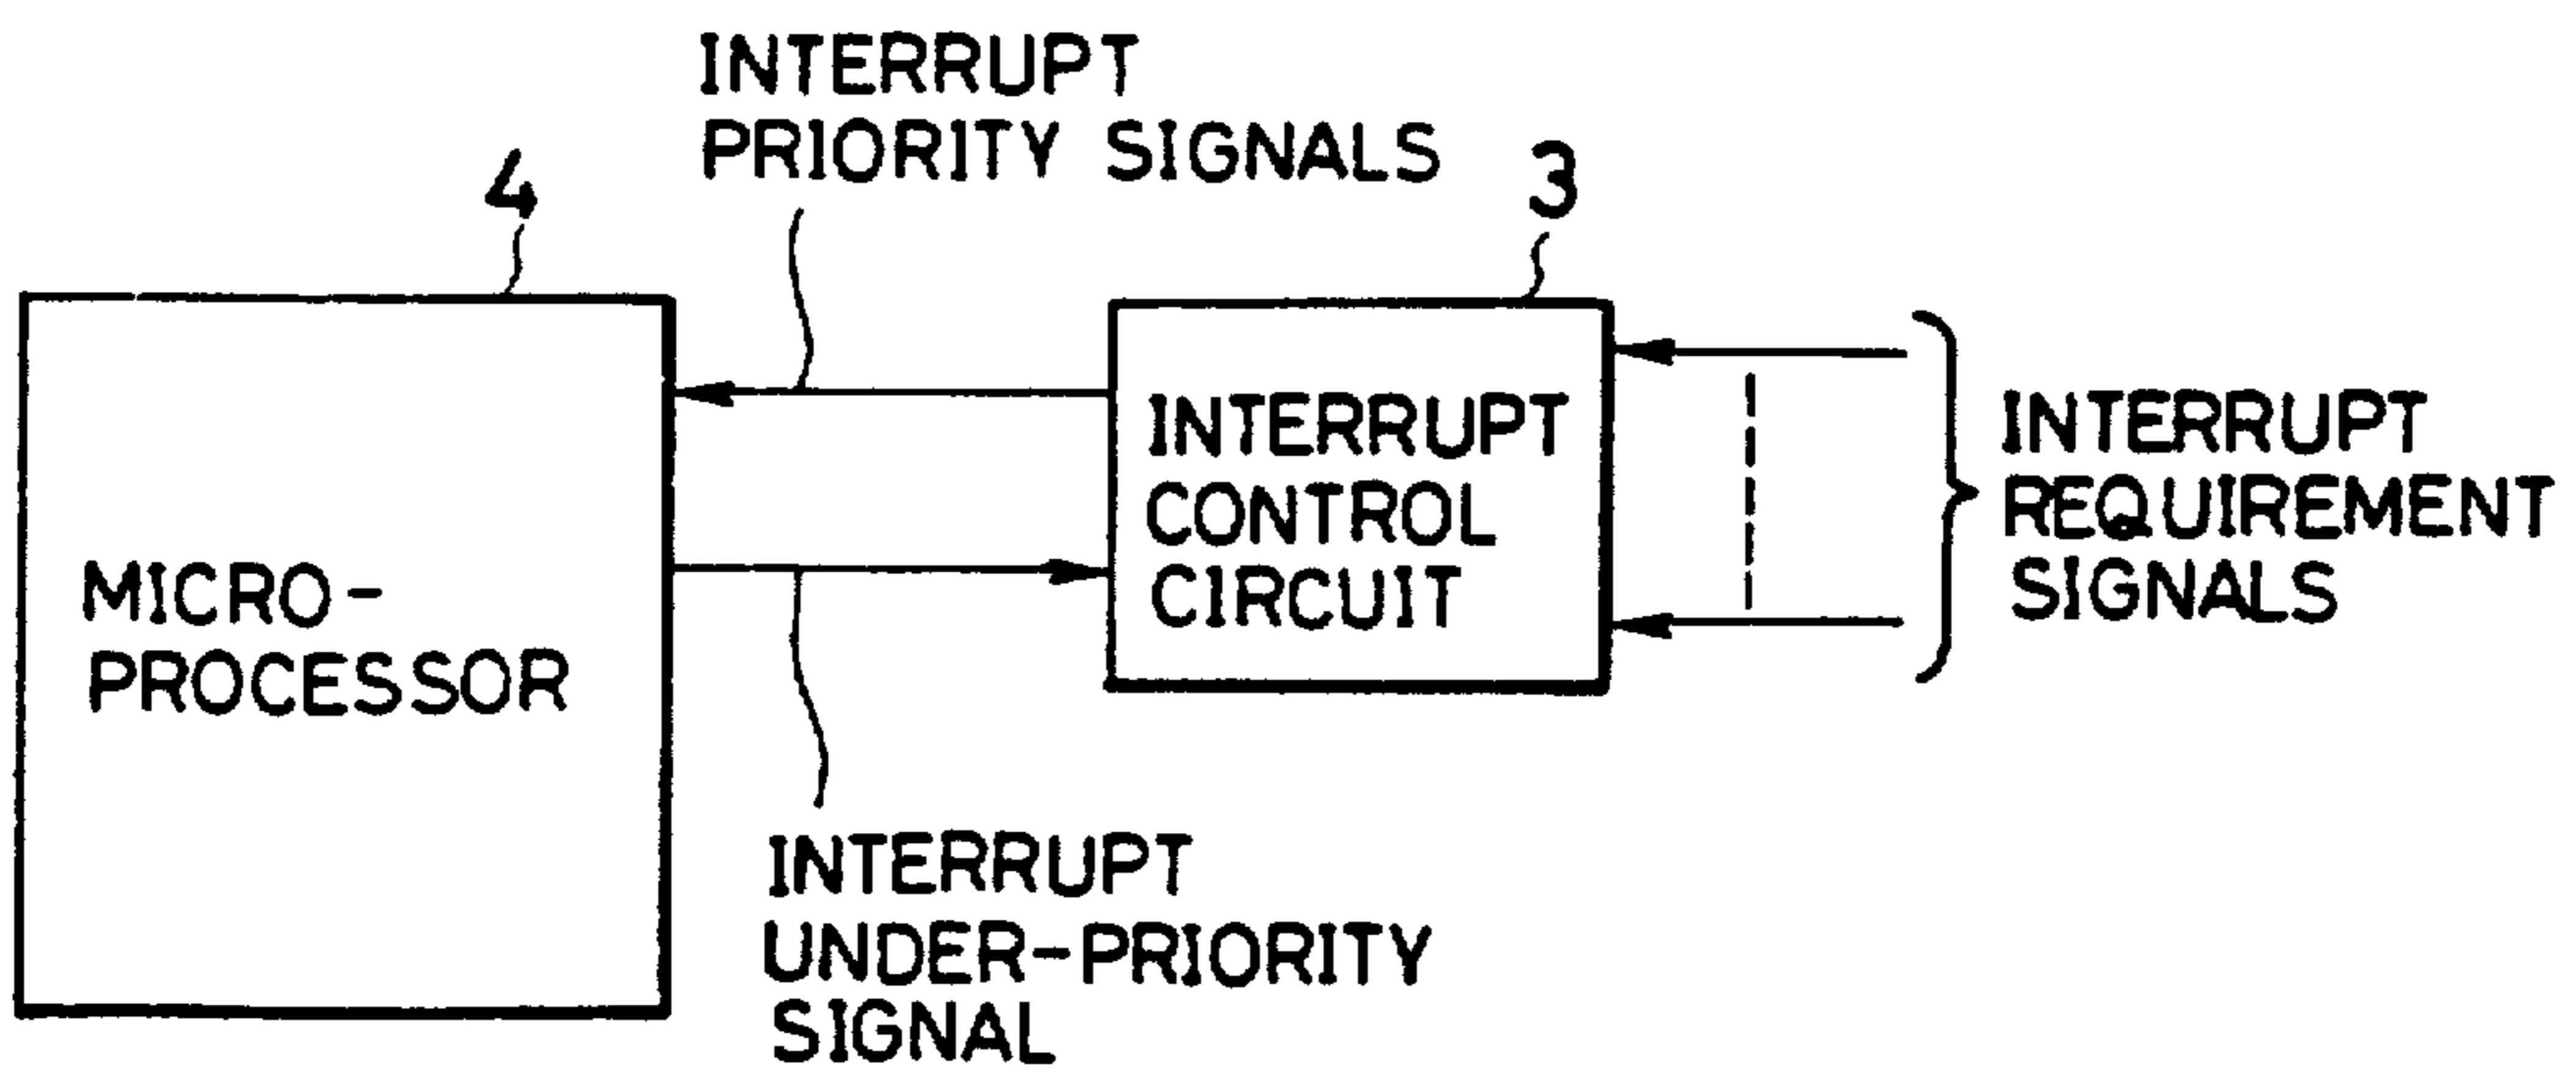 INTERRUPT
PRIORITY SIGNALS
4
3
MICRO-
PROCESSOR
INTERRUPT
CONTROL
CIRCUIT
INTERRUPT
REQUIREMENT
SIGNALS
INTERRUPT
UNDER-PRIORITY
SIGNAL